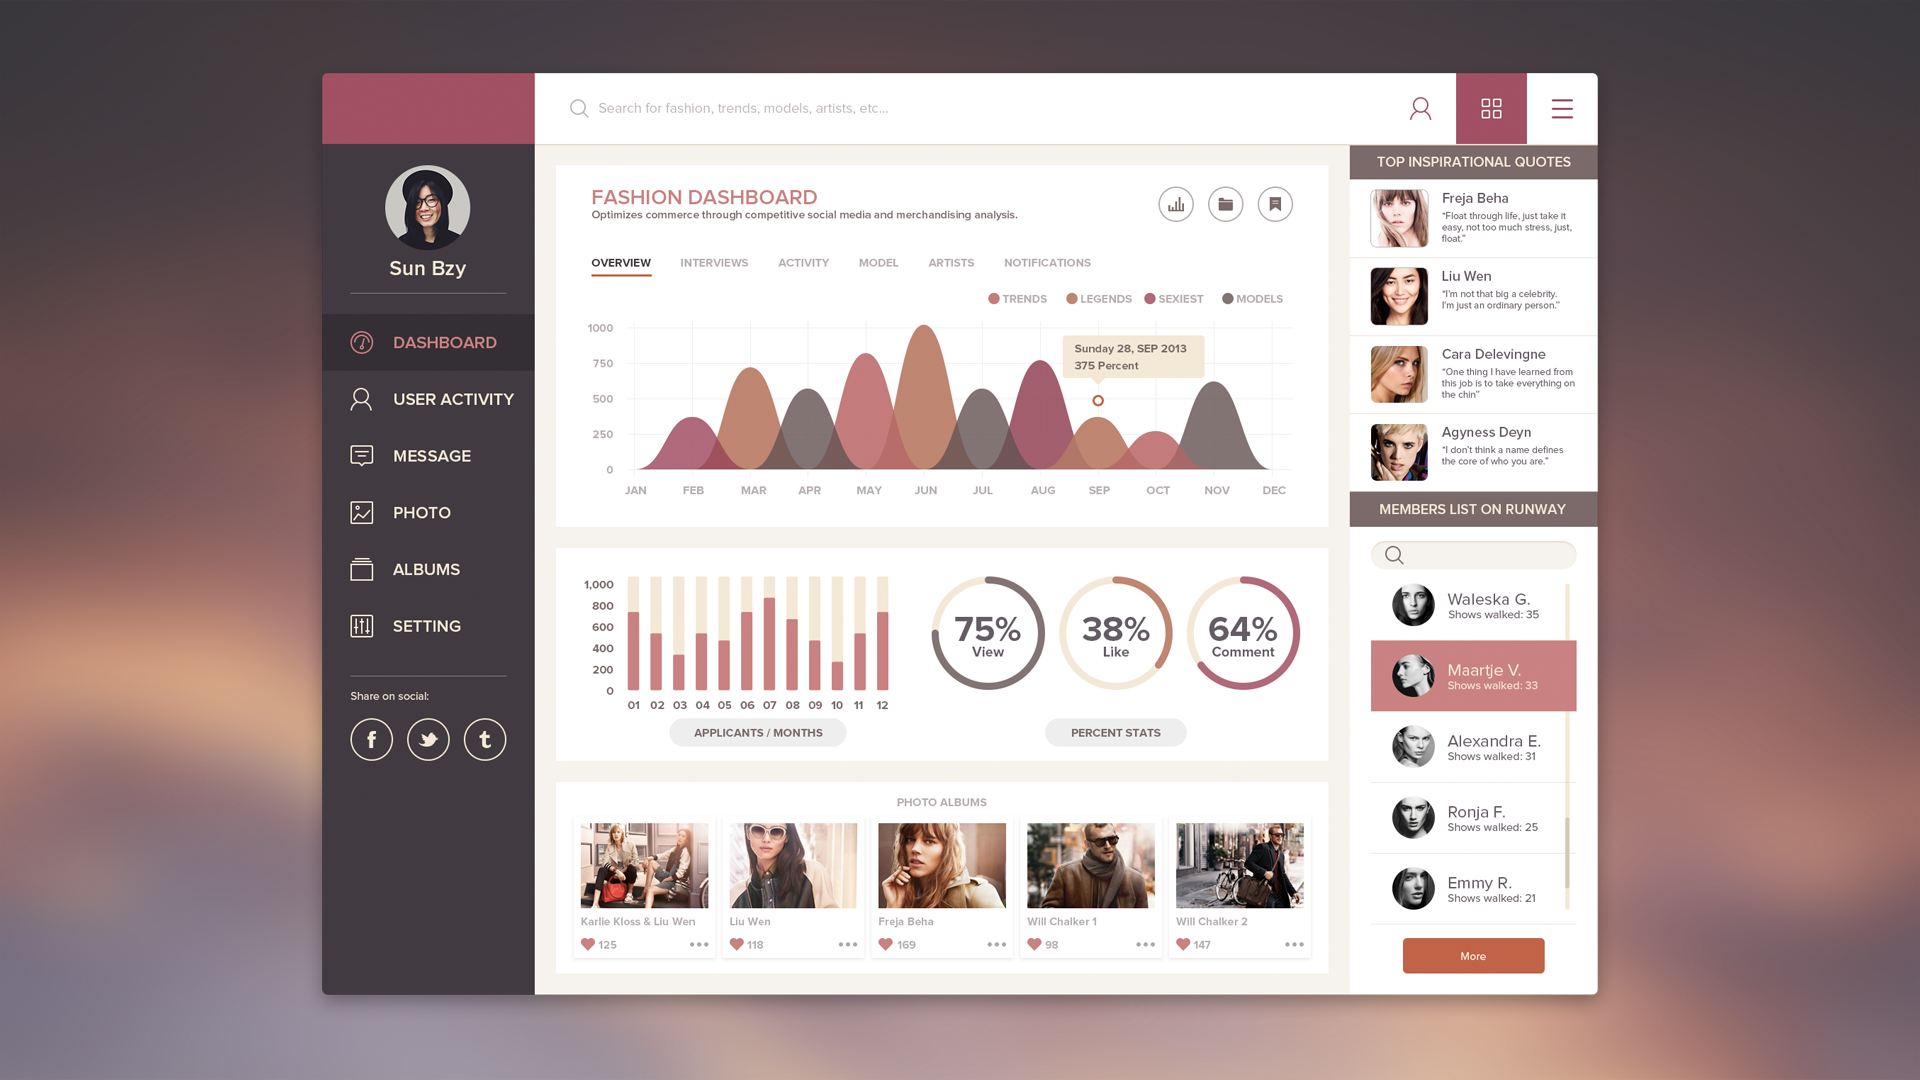 Search for fashion, trends, models, artists, etc...
Sun Bzy
DASHBOARD
USER ACTIVITY
MESSAGE
PHOTO
ALBUMS
SETTING
Share on social:
f
t
FASHION DASHBOARD
Optimizes commerce through competitive social media and merchandising analysis.
OVERVIEW INTERVIEWS ACTIVITY MODEL ARTISTS NOTIFICATIONS
TRENDS LEGENDS SEXIEST MODELS
1000
750
500
250
0
Sunday 28, SEP 2013
375 Percent
JAN FEB MAR APR MAY JUN JUL AUG SEP OCT NOV DEC
1,000
800
600
400
200
0
01 02 03 04 05 06 07 08 09 10 11 12
APPLICANTS / MONTHS
75%
View
38%
Like
64%
Comment
PERCENT STATS
PHOTO ALBUMS
Karlie Kloss & Liu Wen
125
Liu Wen
118
Freja Beha
169
Will Chalker 1
98
Will Chalker 2
147
TOP INSPIRATIONAL QUOTES
Freja Beha
“Float through life, just take it
easy, not too much stress, just,
float.”
Liu Wen
“I’m not that big a celebrity.
I’m just an ordinary person.”
Cara Delevingne
“One thing I have learned from
this job is to take everything on
the chin”
Agyness Deyn
“I don’t think a name defines
the core of who you are.”
MEMBERS LIST ON RUNWAY
Waleska G.
Shows walked: 35
Maartje V.
Shows walked: 33
Alexandra E.
Shows walked: 31
Ronja F.
Shows walked: 25
Emmy R.
Shows walked: 21
More